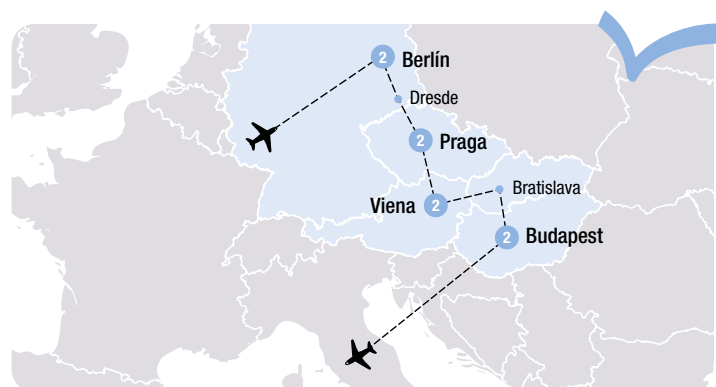 2 Berlín
Dresde
2 Praga
Viena 2
Bratislava
2 Budapest